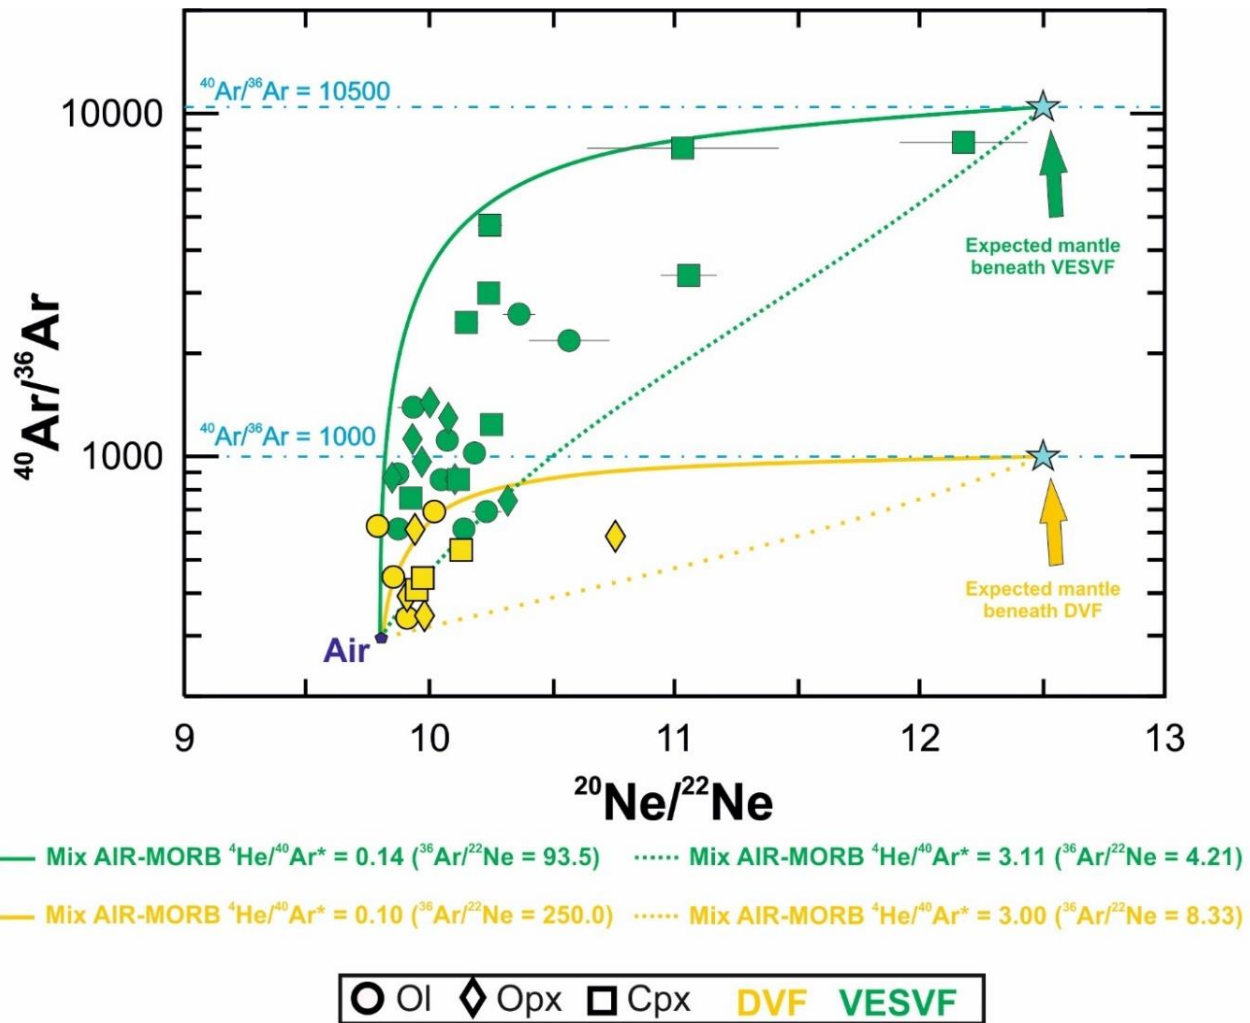 ⁴⁰Ar/³⁶Ar = 10500
10000
Expected mantle
beneath VESVF
⁴⁰Ar/³⁶Ar
⁴⁰Ar/³⁶Ar = 1000
1000
Expected mantle
beneath DVF
Air
9 10 11 12 13
²⁰Ne/²²Ne
Mix AIR-MORB ⁴He/⁴⁰Ar* = 0.14 (³⁶Ar/²²Ne = 93.5) Mix AIR-MORB ⁴He/⁴⁰Ar* = 3.11 (³⁶Ar/²²Ne = 4.21)
Mix AIR-MORB ⁴He/⁴⁰Ar* = 0.10 (³⁶Ar/²²Ne = 250.0) Mix AIR-MORB ⁴He/⁴⁰Ar* = 3.00 (³⁶Ar/²²Ne = 8.33)
Ol Opx Cpx DVF VESVF